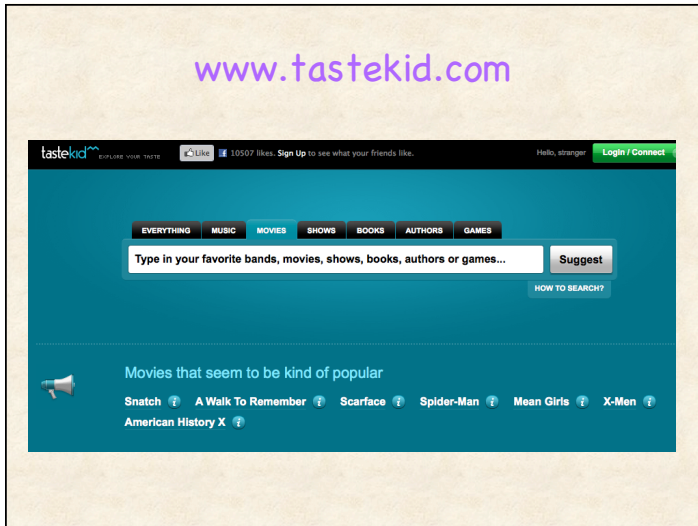 www.tastekid.com
tastekid EXPLORE YOUR TASTE Like 10507 likes. Sign Up to see what your friends like. Hello, stranger Login / Connect
EVERYTHING MUSIC MOVIES SHOWS BOOKS AUTHORS GAMES
Type in your favorite bands, movies, shows, books, authors or games... Suggest
HOW TO SEARCH?
Movies that seem to be kind of popular
Snatch i A Walk To Remember i Scarface i Spider-Man i Mean Girls i X-Men i
American History X i